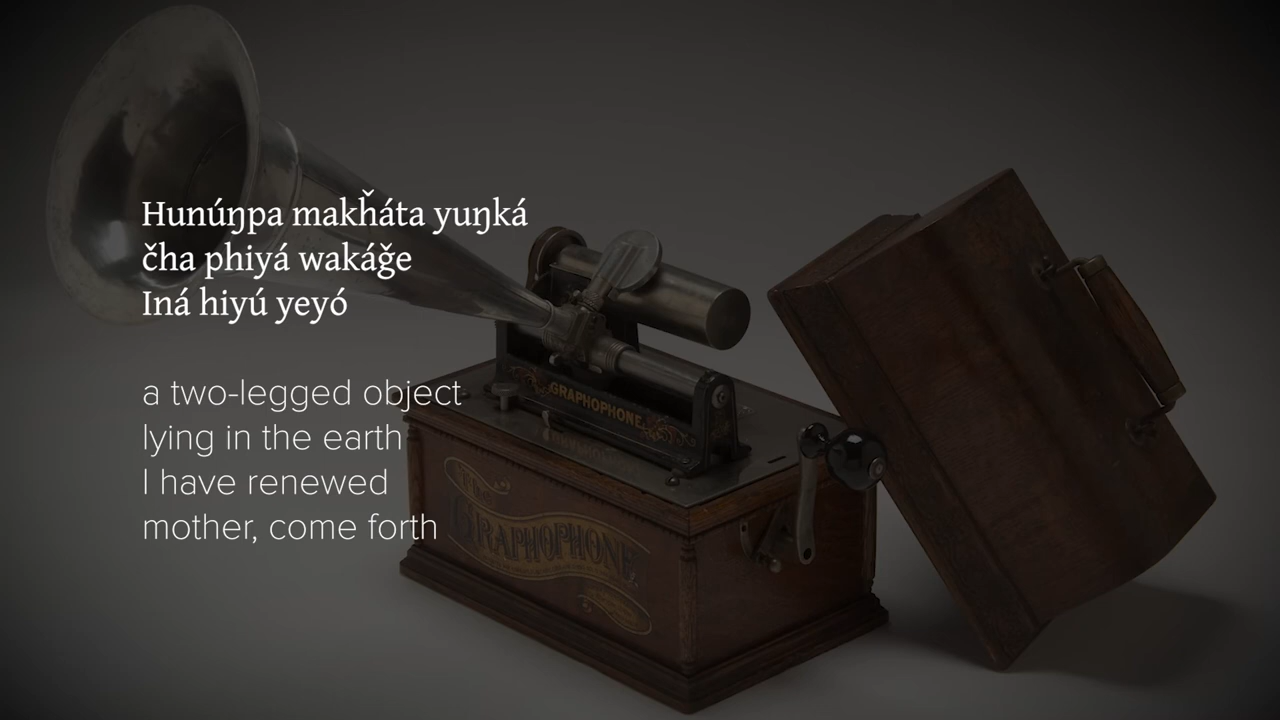 Hunúŋpa makȟáta yuŋká
čha phiyá wakáǧe
Iná hiyú yeyó
a two-legged object
lying in the earth
I have renewed
mother, come forth
GRAPHOPHONE
The
GRAPHOPHONE